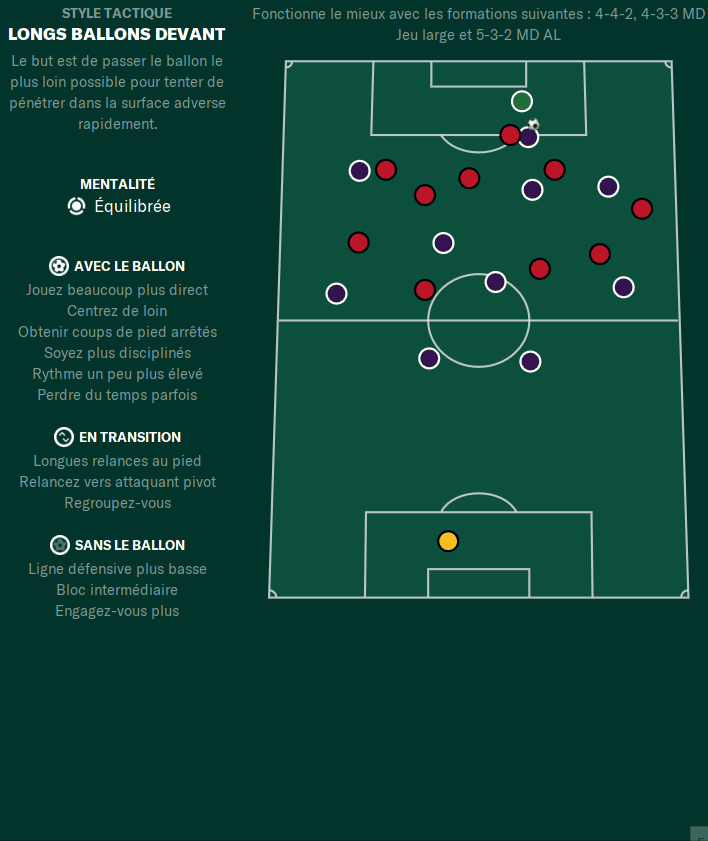 STYLE TACTIQUE
LONGS BALLONS DEVANT
Le but est de passer le ballon le
plus loin possible pour tenter de
pénétrer dans la surface adverse
rapidement.
MENTALITÉ
Équilibrée
AVEC LE BALLON
Jouez beaucoup plus direct
Centrez de loin
Obtenir coups de pied arrêtés
Soyez plus disciplinés
Rythme un peu plus élevé
Perdre du temps parfois
EN TRANSITION
Longues relances au pied
Relancez vers attaquant pivot
Regroupez-vous
SANS LE BALLON
Ligne défensive plus basse
Bloc intermédiaire
Engagez-vous plus
Fonctionne le mieux avec les formations suivantes : 4-4-2, 4-3-3 MD
Jeu large et 5-3-2 MD AL